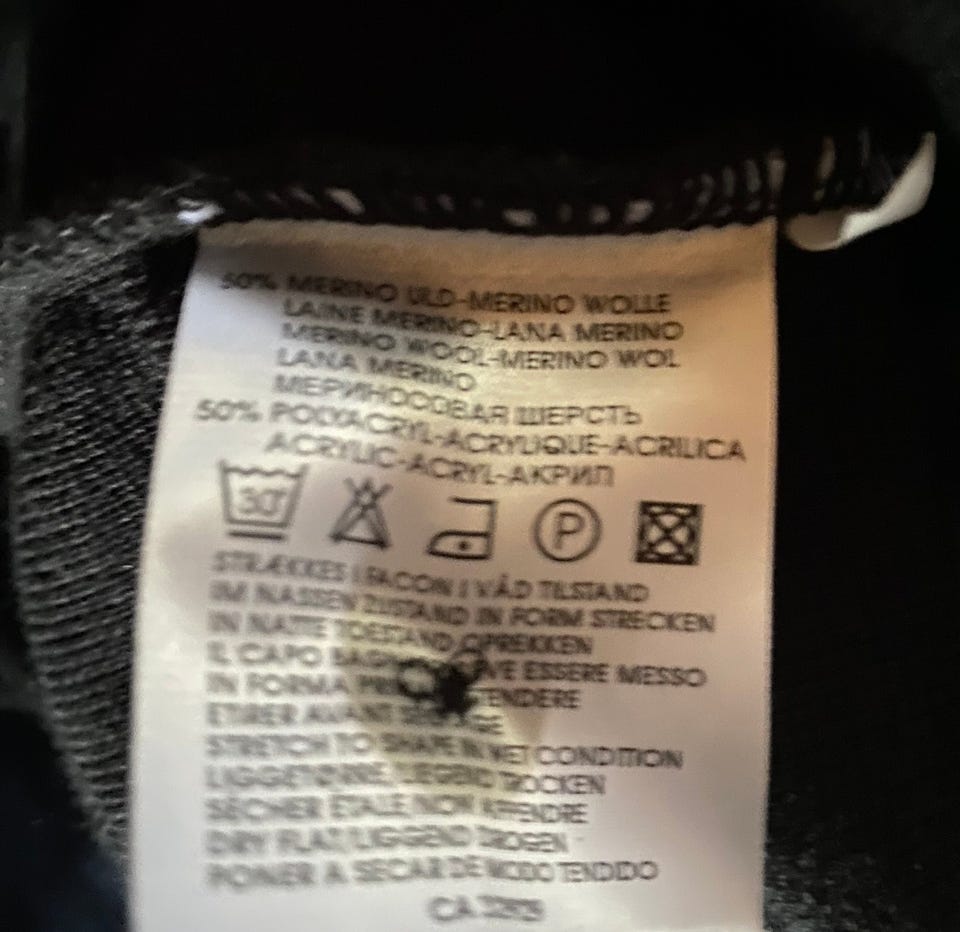 50% MERINO ULD-MERINO WOLLE
LAINE MERINO-LANA MERINO
MERINO WOOL-MERINO WOL
LANA MERINO
МЕРИНОСОВАЯ ШЕРСТЬ
50% POLYACRYL-ACRYLIQUE-ACRILICA
ACRYLIC-ACRYL-АКРИЛ
30° P
STRÆKKES I FACON I VÅD TILSTAND
IM NASSEN ZUSTAND IN FORM STRECKEN
IN NATTE TOESTAND OPREKKEN
IL CAPO ESSERE MESSO
IN FORMA
ETIRER AVANT
STRETCH TO SHAPE IN WET CONDITION
LIGGETØRRE, LIEGEND TROCKEN
SÉCHER ÉTALÉ, NON
DRY FLAT, LIGGEND DROGEN
PONER A SECAR DE MODO TENDIDO
CA